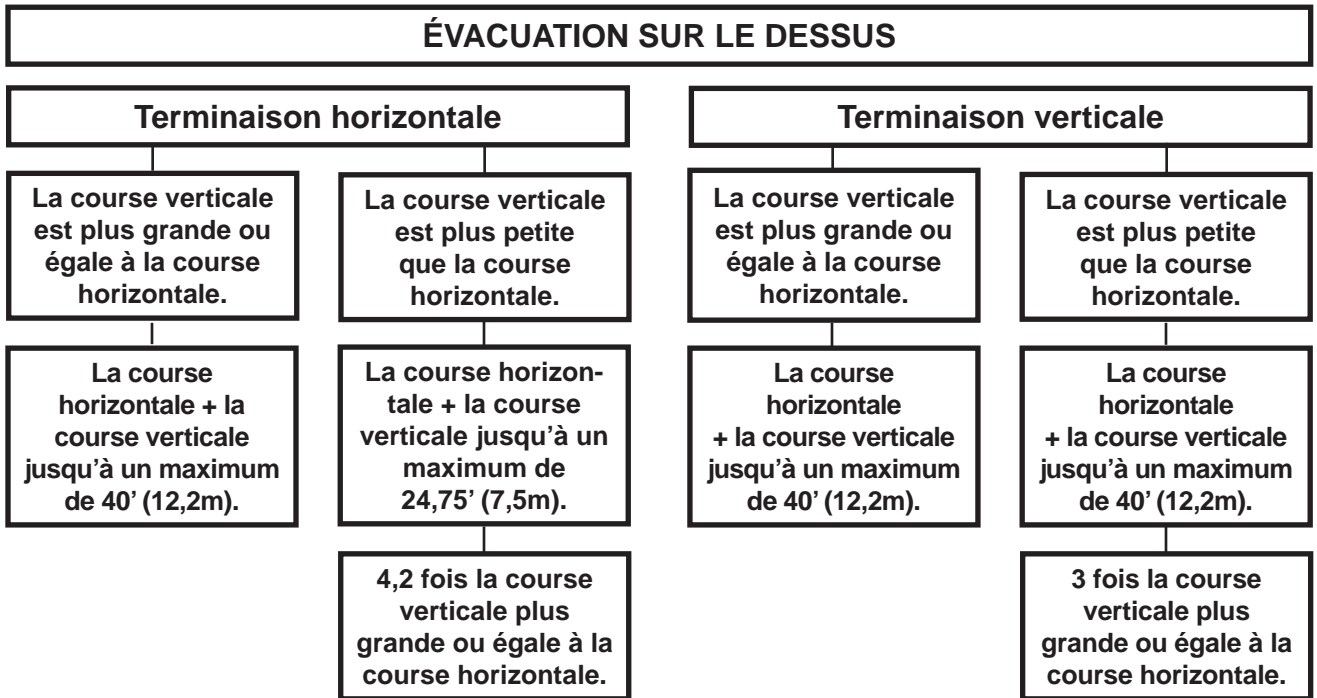 ÉVACUATION SUR LE DESSUS
Terminaison horizontale
La course verticale
est plus grande ou
égale à la course
horizontale.
La course
horizontale + la
course verticale
jusqu’à un maximum
de 40’ (12,2m).
La course verticale
est plus petite
que la course
horizontale.
La course horizon-
tale + la course
verticale jusqu’à un
maximum de
24,75’ (7,5m).
4,2 fois la course
verticale plus
grande ou égale à la
course horizontale.
Terminaison verticale
La course verticale
est plus grande ou
égale à la course
horizontale.
La course
horizontale
+ la course verticale
jusqu’à un maximum
de 40’ (12,2m).
La course verticale
est plus petite
que la course
horizontale.
La course
horizontale
+ la course verticale
jusqu’à un maximum
de 40’ (12,2m).
3 fois la course
verticale plus
grande ou égale à la
course horizontale.